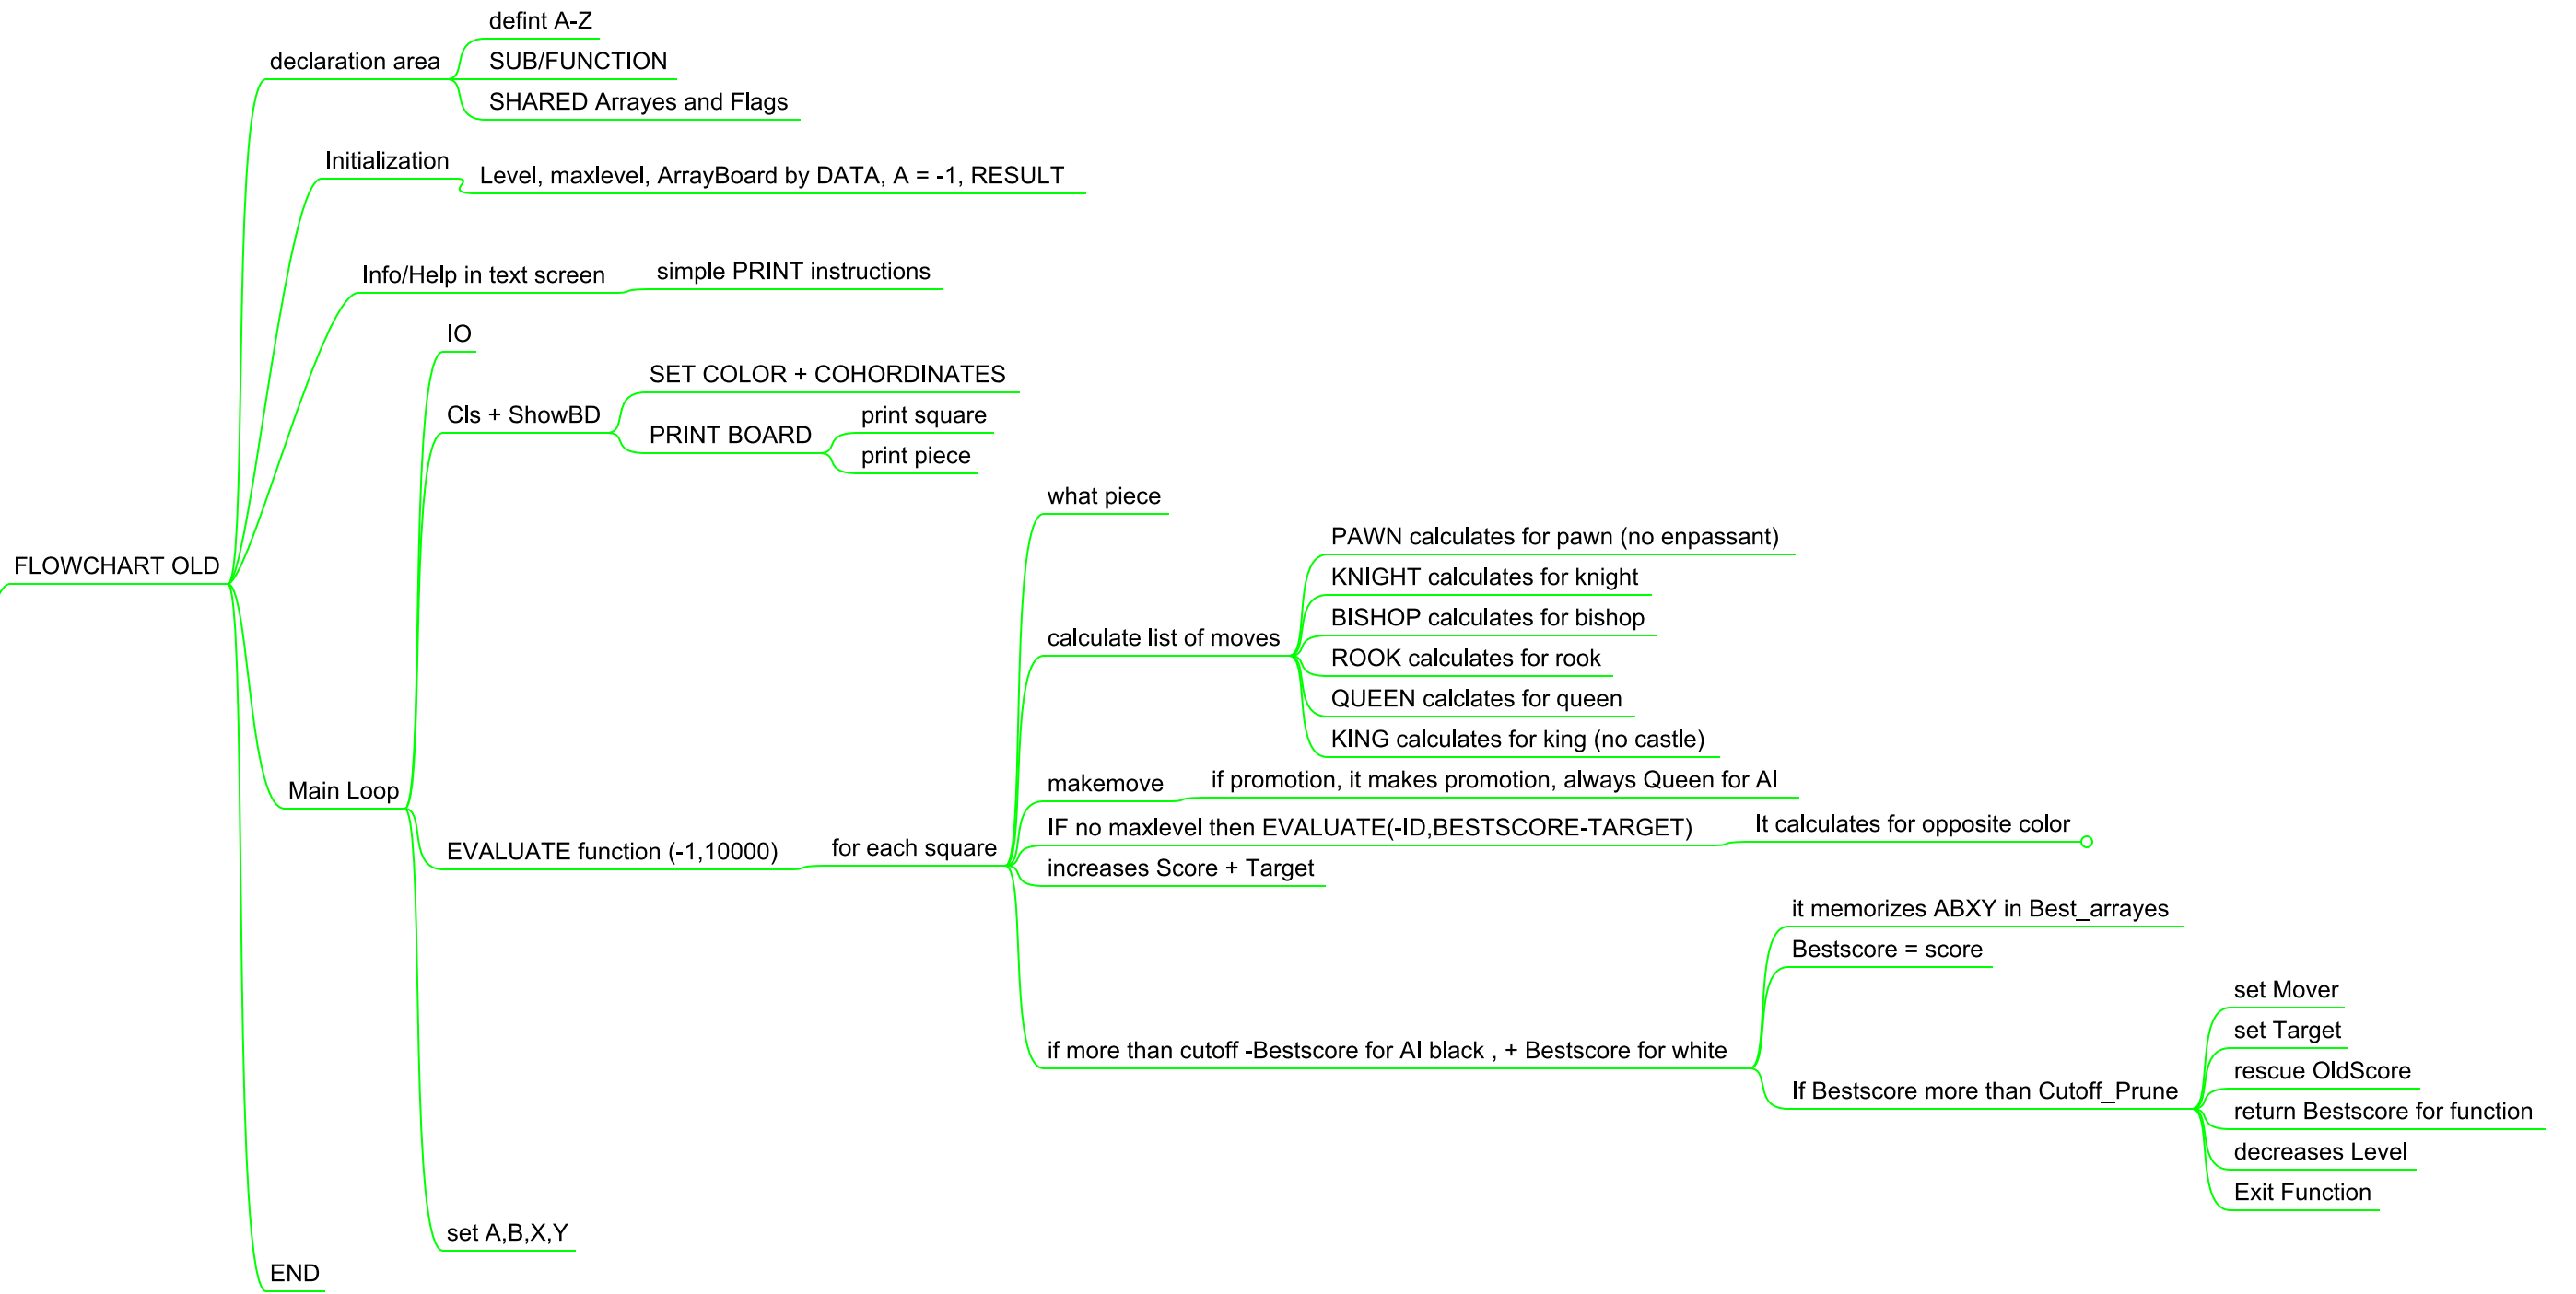 defint A-Z
declaration area
SUB/FUNCTION
SHARED Arrayes and Flags
Initialization
Level, maxlevel, ArrayBoard by DATA, A = -1, RESULT
Info/Help in text screen
simple PRINT instructions
IO
SET COLOR + COHORDINATES
Cls + ShowBD
print square
PRINT BOARD
print piece
what piece
PAWN calculates for pawn (no enpassant)
FLOWCHART OLD
KNIGHT calculates for knight
BISHOP calculates for bishop
calculate list of moves
ROOK calculates for rook
QUEEN calclates for queen
KING calculates for king (no castle)
Main Loop
makemove
if promotion, it makes promotion, always Queen for AI
IF no maxlevel then EVALUATE(-ID,BESTSCORE-TARGET)
It calculates for opposite color
EVALUATE function (-1,10000)
for each square
increases Score + Target
it memorizes ABXY in Best_arrayes
Bestscore = score
set Mover
set Target
if more than cutoff -Bestscore for AI black , + Bestscore for white
rescue OldScore
If Bestscore more than Cutoff_Prune
return Bestscore for function
decreases Level
Exit Function
set A,B,X,Y
END